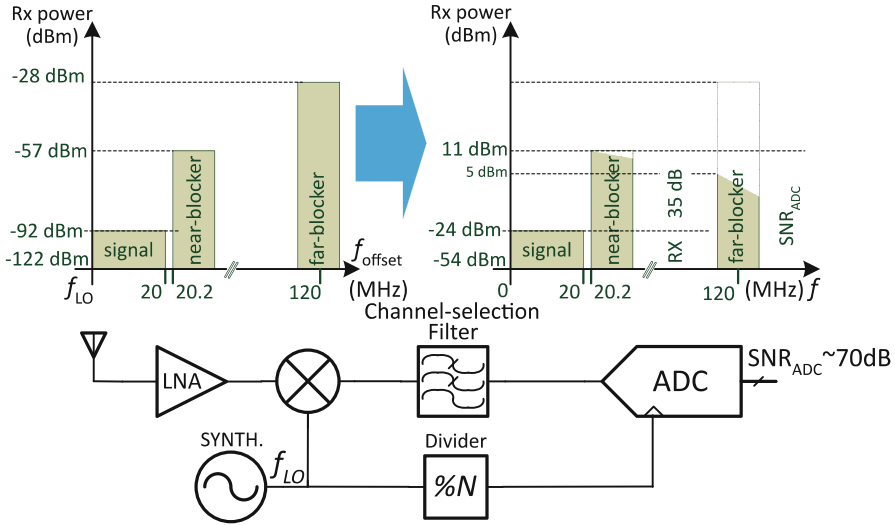 Rx power
(dBm)
-28 dBm
-57 dBm
-92 dBm
-122 dBm
signal
near-blocker
far-blocker
f_offset
(MHz)
f_LO
20
20.2
120
Rx power
(dBm)
11 dBm
5 dBm
-24 dBm
-54 dBm
signal
near-blocker
RX
35 dB
far-blocker
SNR_ADC
0
20
20.2
120
(MHz) f
Channel-selection
Filter
LNA
ADC
SNR_ADC~70dB
SYNTH.
f_LO
Divider
%N